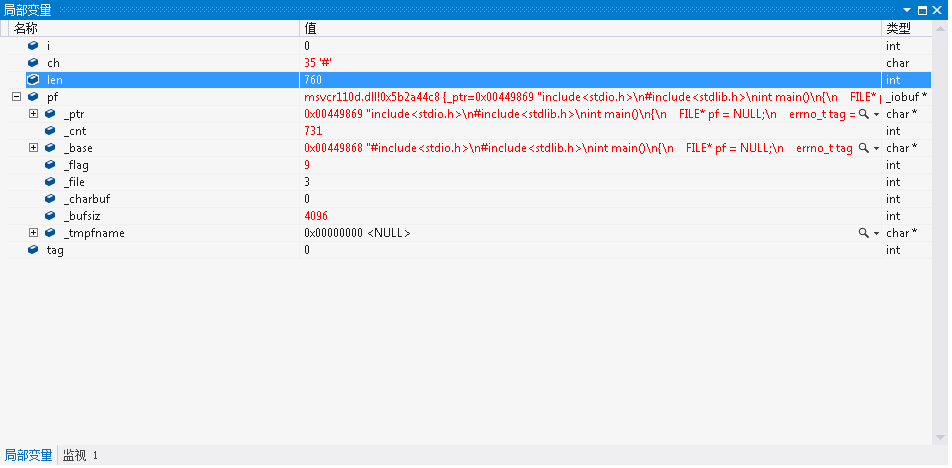 局部变量
名称 值 类型
i 0 int
ch 35 '#' char
len 760 int
pf msvcr110d.dll!0x5b2a44c8 {_ptr=0x00449869 "include<stdio.h>\n#include<stdlib.h>\nint main()\n{\n    FILE* p _iobuf *
_ptr 0x00449869 "include<stdio.h>\n#include<stdlib.h>\nint main()\n{\n    FILE* pf = NULL;\n    errno_t tag = char *
_cnt 731 int
_base 0x00449868 "#include<stdio.h>\n#include<stdlib.h>\nint main()\n{\n    FILE* pf = NULL;\n    errno_t tag char *
_flag 9 int
_file 3 int
_charbuf 0 int
_bufsiz 4096 int
_tmpfname 0x00000000 <NULL> char *
tag 0 int
局部变量 监视 1